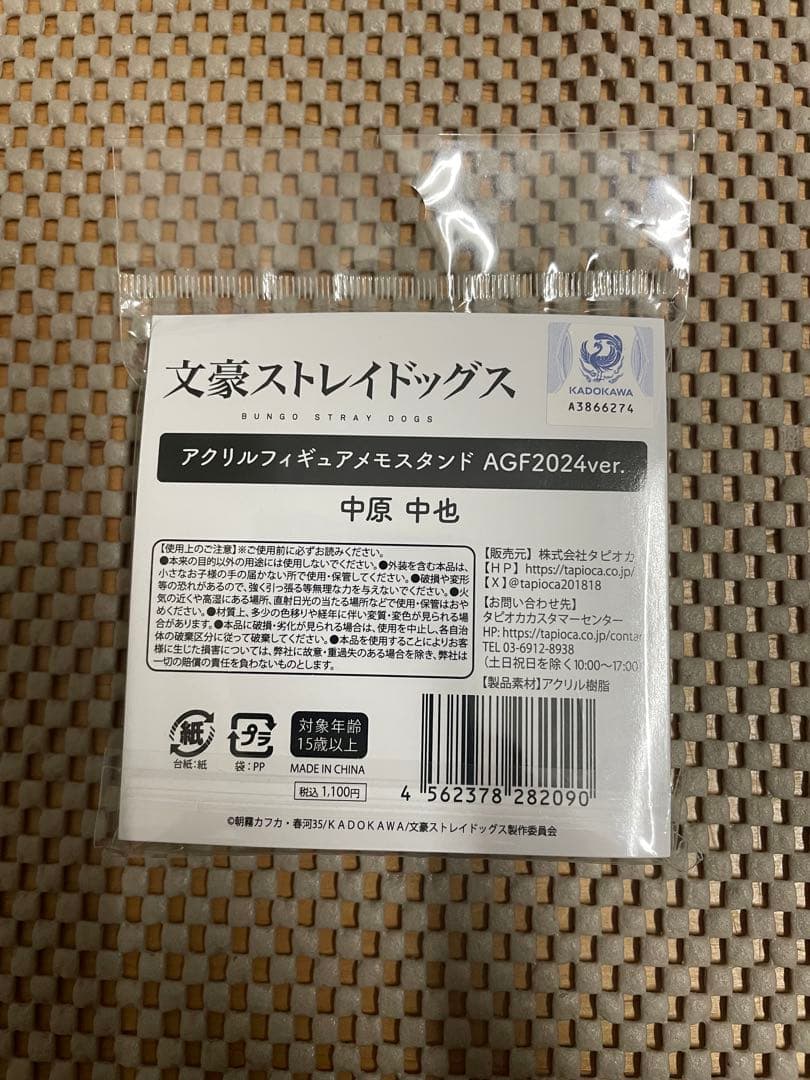 文豪ストレイドッグス
BUNGO STRAY DOGS
KADOKAWA
A3866274
アクリルフィギュアメモスタンド AGF2024ver.
中原 中也
【使用上のご注意】※ご使用前に必ずお読みください。
●本来の目的以外の用途には使用しないでください。●外装を含む本品は、
小さなお子様の手の届かない所で使用・保管してください。●破損や変形
等の恐れがあるので、強く引っ張る等無理な力を与えないでください。●火
気の近くや高湿にある場所、直射日光の当たる場所などで使用・保管はおや
めください。●材質上、多少の色移りや経年に伴い変質・変色が見られる場
合があります。●本品に破損・劣化が見られる場合は、使用を中止し、各自治
体の破棄区分に従って破棄してください。●本品を使用することによりお客
様に生じた損害については、弊社に故意・重過失のある場合を除き、弊社は
一切の賠償の責任を負わないものとします。
【販売元】株式会社タピオカ
【HP】https://tapioca.co.jp/
【X】@tapioca201818
【お問い合わせ先】
タピオカカスタマーセンター
HP: https://tapioca.co.jp/contac
TEL 03-6912-8938
(土日祝日を除く10:00~17:00)
【製品素材】アクリル樹脂
紙
台紙:紙
プラ
袋:PP
対象年齢
15歳以上
MADE IN CHINA
税込 1,100円
4 562378 282090
©朝霧カフカ・春河35/KADOKAWA/文豪ストレイドッグス製作委員会